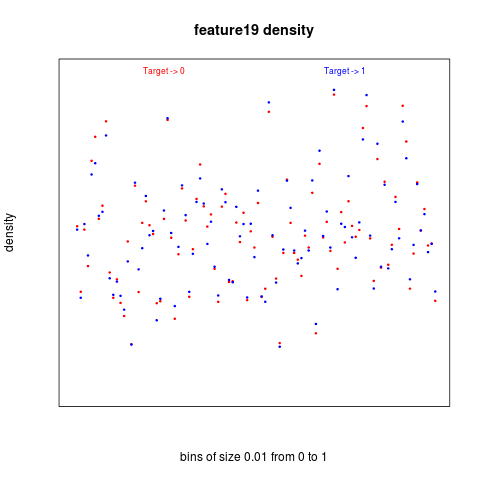 feature19 density
Target -> 0
Target -> 1
density
bins of size 0.01 from 0 to 1